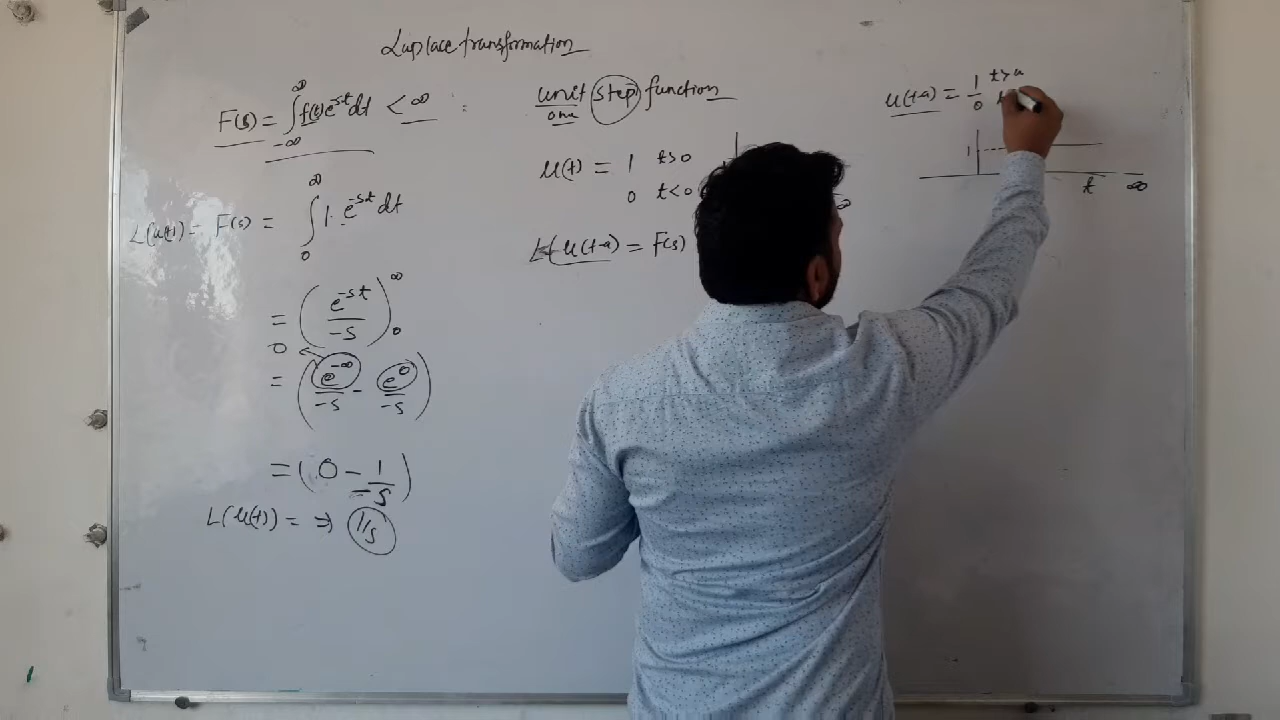 Laplace transformation
F(s) = ∫_{-∞}^{∞} f(t) e^{-st} dt < ∞
L(u(t)) = F(s) = ∫_0^∞ 1. e^{-st} dt
= (e^{-st}/-s)_0^∞
0
= (e^{-∞}/-s - e^0/-s)
= (0 - 1/-s)
L(u(t)) = ⇒ 1/s
unit step function
one
u(t) = 1 t>0
0 t<0
L(u(t-a) = F(s)
u(t-a) = 1 t>a
0 t
1
t ∞